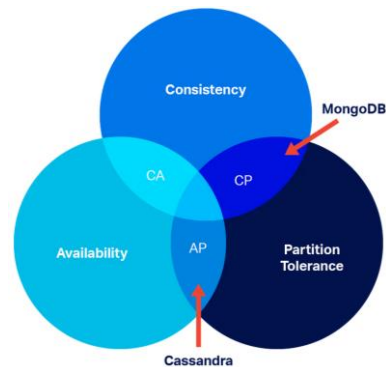 Consistency
MongoDB
CA
CP
Availability
AP
Partition
Tolerance
Cassandra